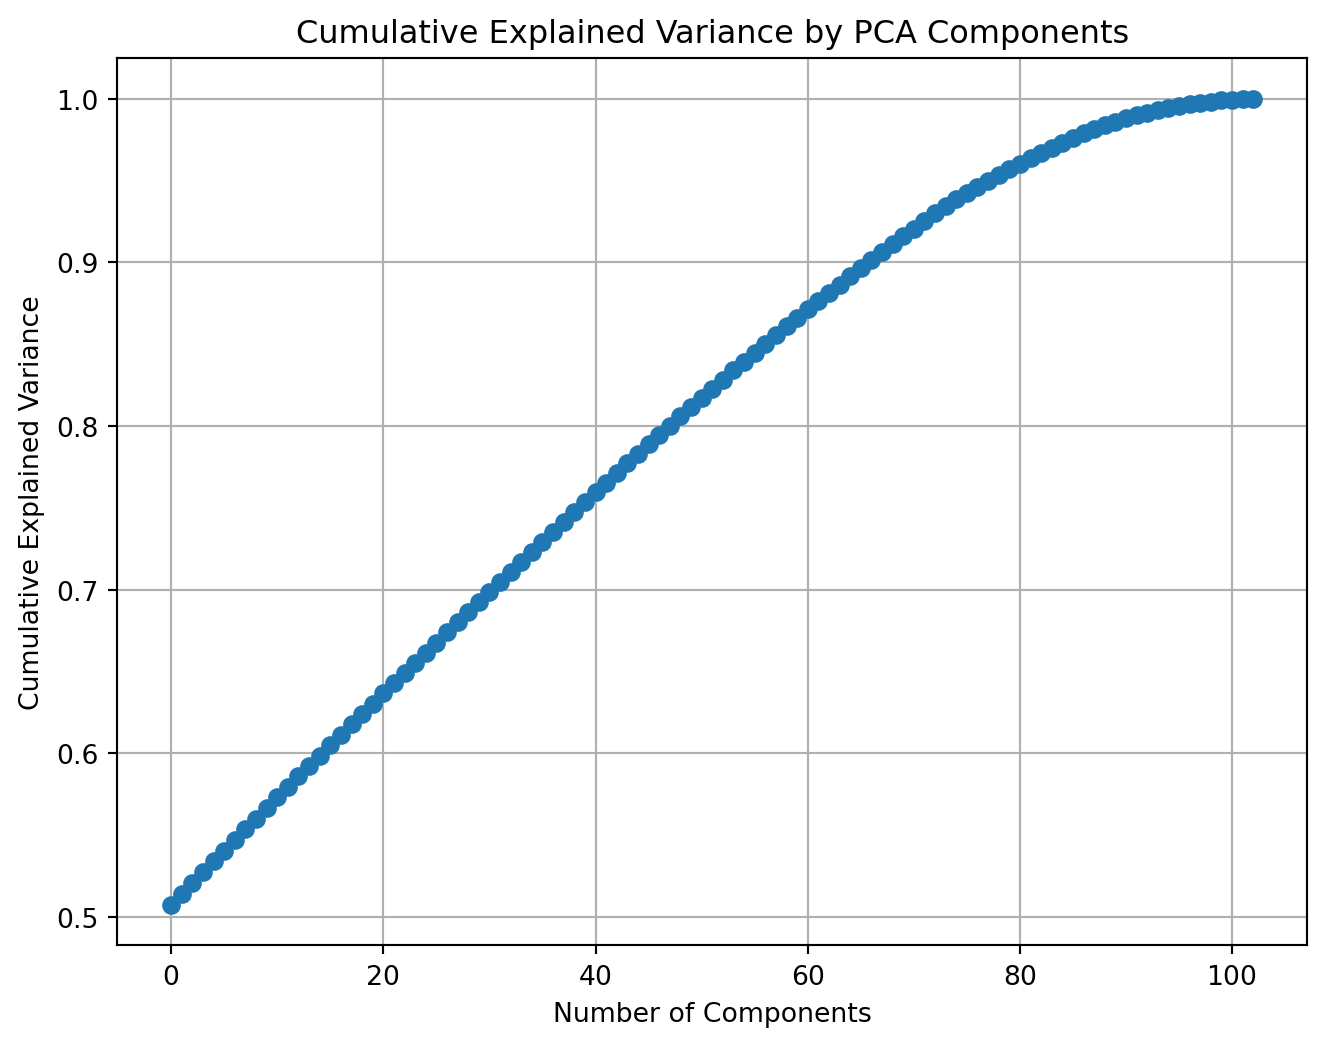 Cumulative Explained Variance by PCA Components
1.0
0.9
0.8
0.7
0.6
0.5
Cumulative Explained Variance
0 20 40 60 80 100
Number of Components